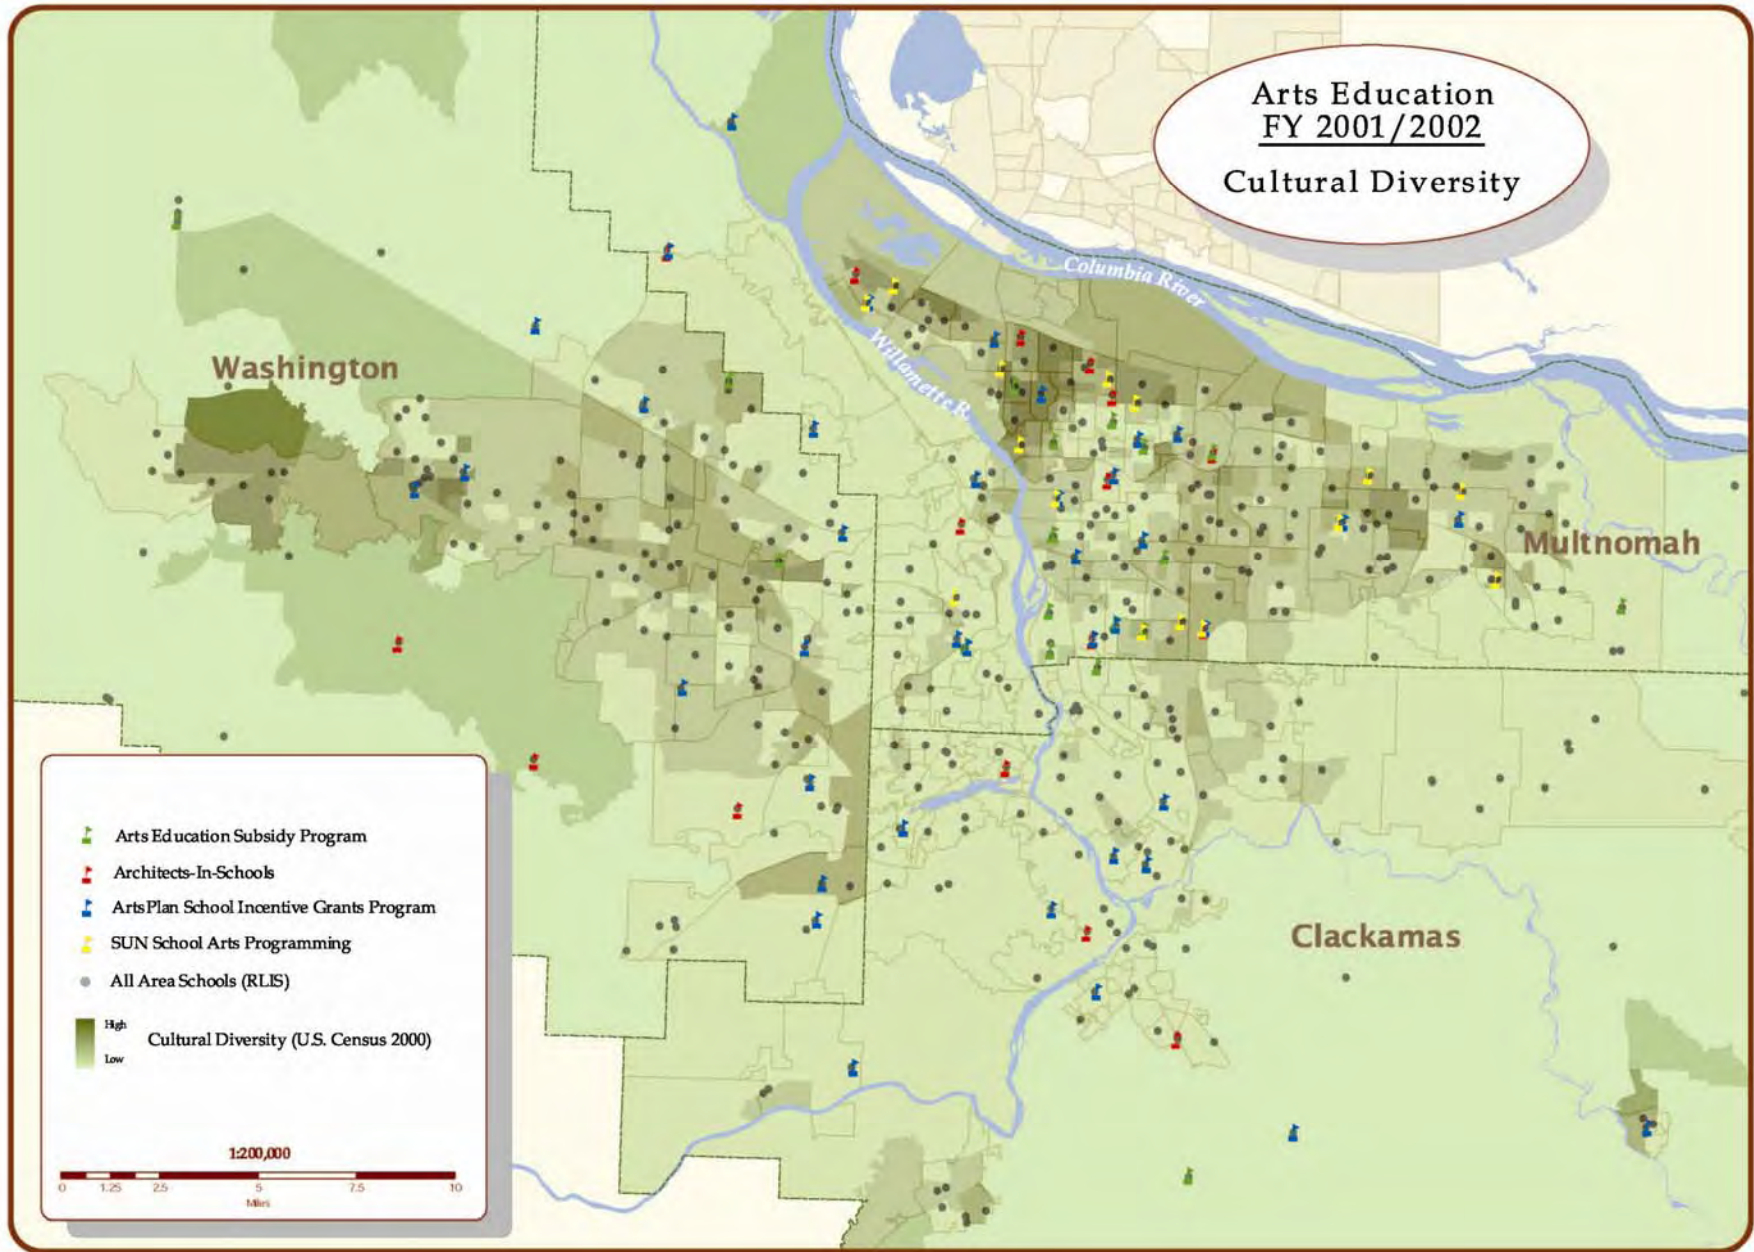 Arts Education
FY 2001/2002
Cultural Diversity
Columbia River
Willamette R.
Washington
Multnomah
Clackamas
Arts Education Subsidy Program
Architects-In-Schools
ArtsPlan School Incentive Grants Program
SUN School Arts Programming
All Area Schools (RLIS)
High
Cultural Diversity (U.S. Census 2000)
Low
1:200,000
0 1.25 2.5 5 7.5 10
Miles